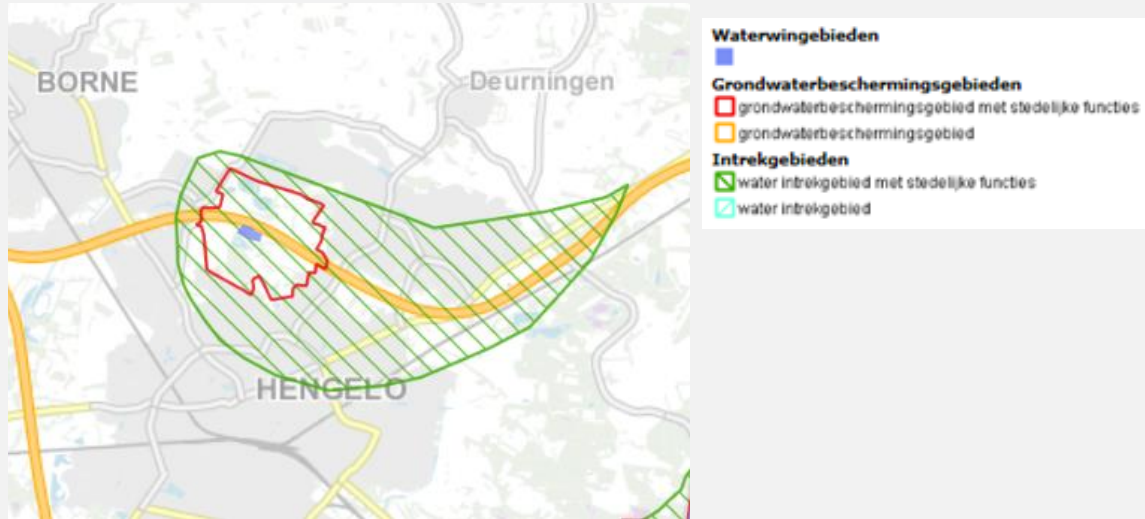 BORNE
Deurningen
HENGELO
Waterwingebieden
Grondwaterbeschermingsgebieden
grondwaterbeschermingsgebied met stedelijke functies
grondwaterbeschermingsgebied
Intrekgebieden
water intrekgebied met stedelijke functies
water intrekgebied